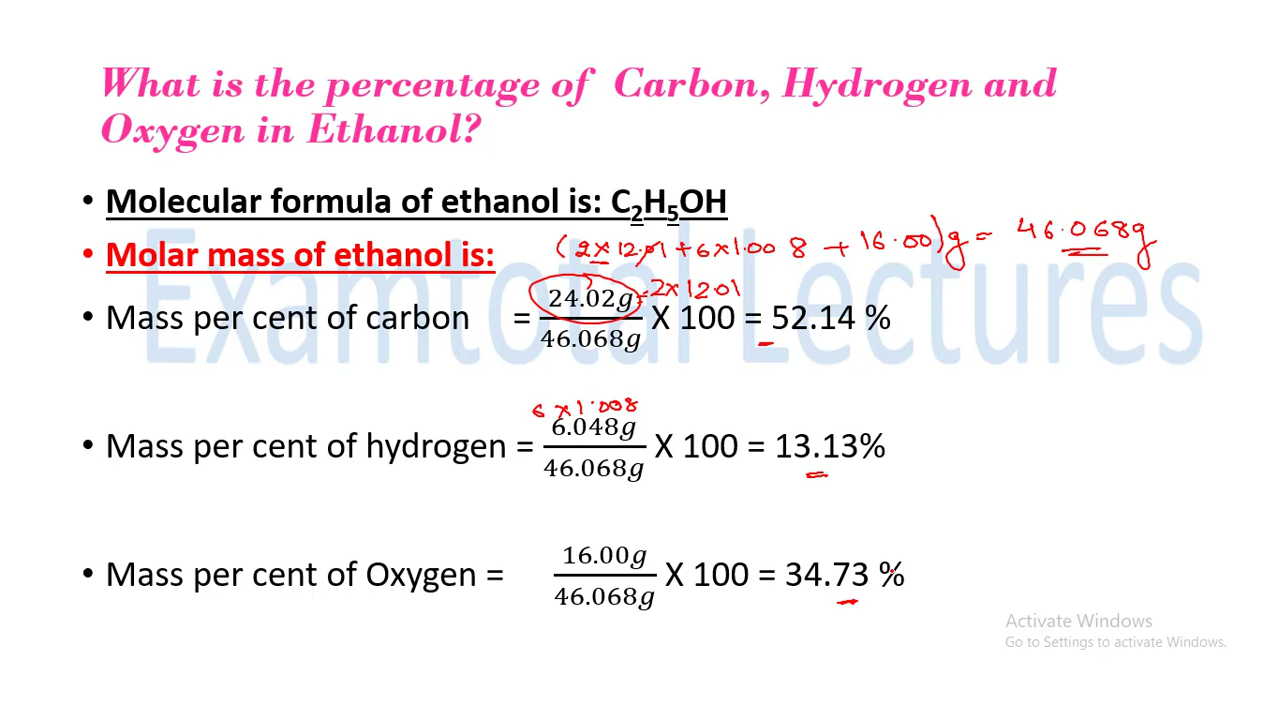 What is the percentage of Carbon, Hydrogen and
Oxygen in Ethanol?
• Molecular formula of ethanol is: C₂H₅OH
• Molar mass of ethanol is: (2×12.01 + 6×1.008 + 16.00)g = 46.068g
• Mass per cent of carbon = 24.02g/46.068g X 100 = 52.14 %
= 2×12.01
6×1.008
• Mass per cent of hydrogen = 6.048g/46.068g X 100 = 13.13%
• Mass per cent of Oxygen = 16.00g/46.068g X 100 = 34.73 %
Examtotal Lectures
Activate Windows
Go to Settings to activate Windows.